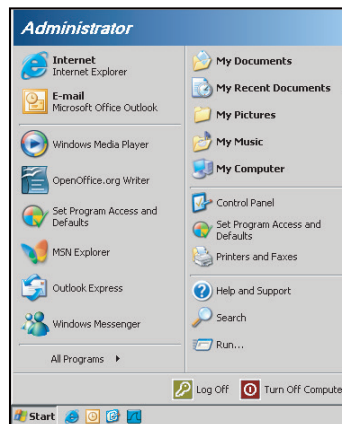 Administrator
Internet
Internet Explorer
E-mail
Microsoft Office Outlook
Windows Media Player
OpenOffice.org Writer
Set Program Access and
Defaults
MSN Explorer
Outlook Express
Windows Messenger
All Programs
My Documents
My Recent Documents
My Pictures
My Music
My Computer
Control Panel
Set Program Access and
Defaults
Printers and Faxes
Help and Support
Search
Run...
Log Off
Turn Off Compute
Start